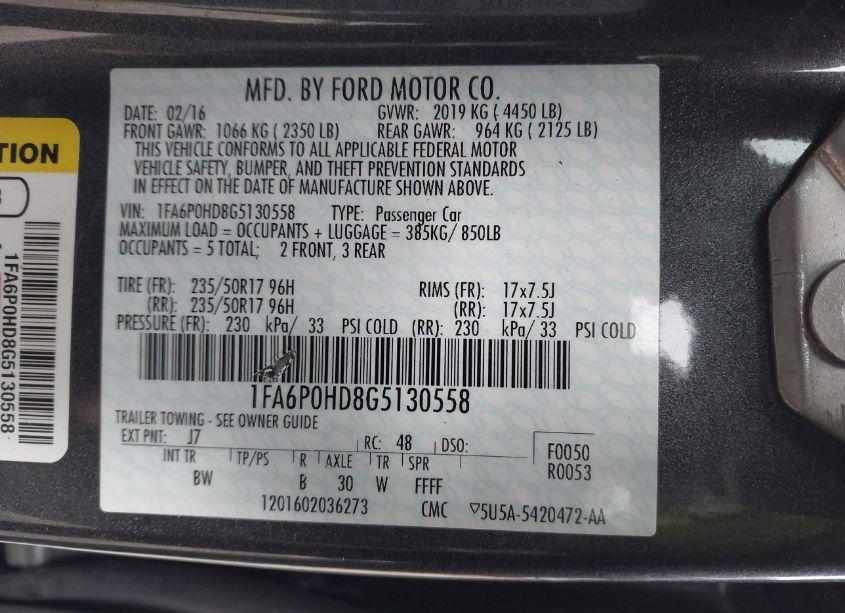 MFD. BY FORD MOTOR CO.
DATE: 02/16 GVWR: 2019 KG ( 4450 LB)
FRONT GAWR: 1066 KG ( 2350 LB) REAR GAWR: 964 KG ( 2125 LB)
THIS VEHICLE CONFORMS TO ALL APPLICABLE FEDERAL MOTOR
VEHICLE SAFETY, BUMPER, AND THEFT PREVENTION STANDARDS
IN EFFECT ON THE DATE OF MANUFACTURE SHOWN ABOVE.
VIN: 1FA6P0HD8G5130558 TYPE: Passenger Car
MAXIMUM LOAD = OCCUPANTS + LUGGAGE = 385KG/ 850LB
OCCUPANTS = 5 TOTAL; 2 FRONT, 3 REAR
TIRE (FR): 235/50R17 96H RIMS (FR): 17x7.5J
(RR): 235/50R17 96H (RR): 17x7.5J
PRESSURE (FR): 230 kPa/ 33 PSI COLD (RR): 230 kPa/ 33 PSI COLD
1FA6P0HD8G5130558
TRAILER TOWING - SEE OWNER GUIDE
EXT PNT: J7 RC: 48 DSO:
F0050
R0053
INT TR TP/PS R AXLE TR SPR
BW B 30 W FFFF
1201602036273 CMC ▽5U5A-5420472-AA
TION
1FA6P0HD8G5130558